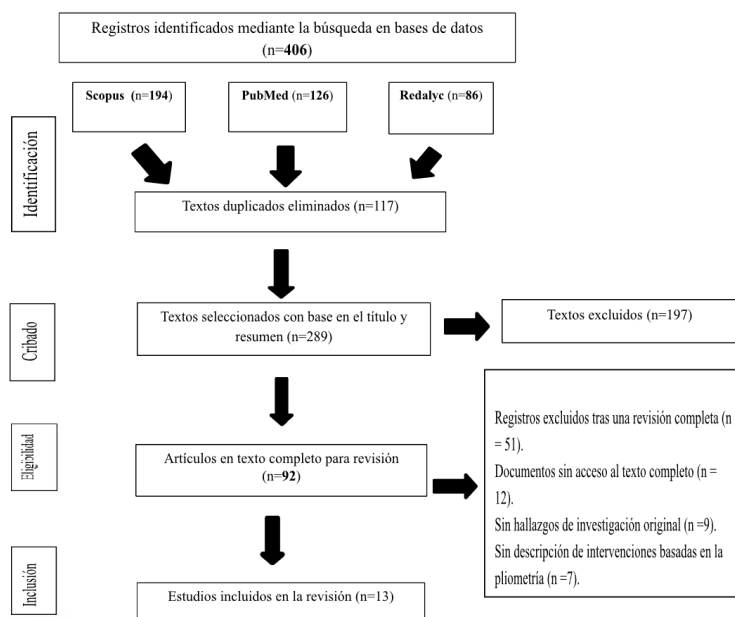 Registros identificados mediante la búsqueda en bases de datos
(n=406)
Scopus (n=194)
PubMed (n=126)
Redalyc (n=86)
Identificación
Textos duplicados eliminados (n=117)
Cribado
Textos seleccionados con base en el título y
resumen (n=289)
Textos excluidos (n=197)
Eligibilidad
Artículos en texto completo para revisión
(n=92)
Registros excluidos tras una revisión completa (n
= 51).
Documentos sin acceso al texto completo (n =
12).
Sin hallazgos de investigación original (n =9).
Sin descripción de intervenciones basadas en la
pliometría (n =7).
Inclusión
Estudios incluidos en la revisión (n=13)